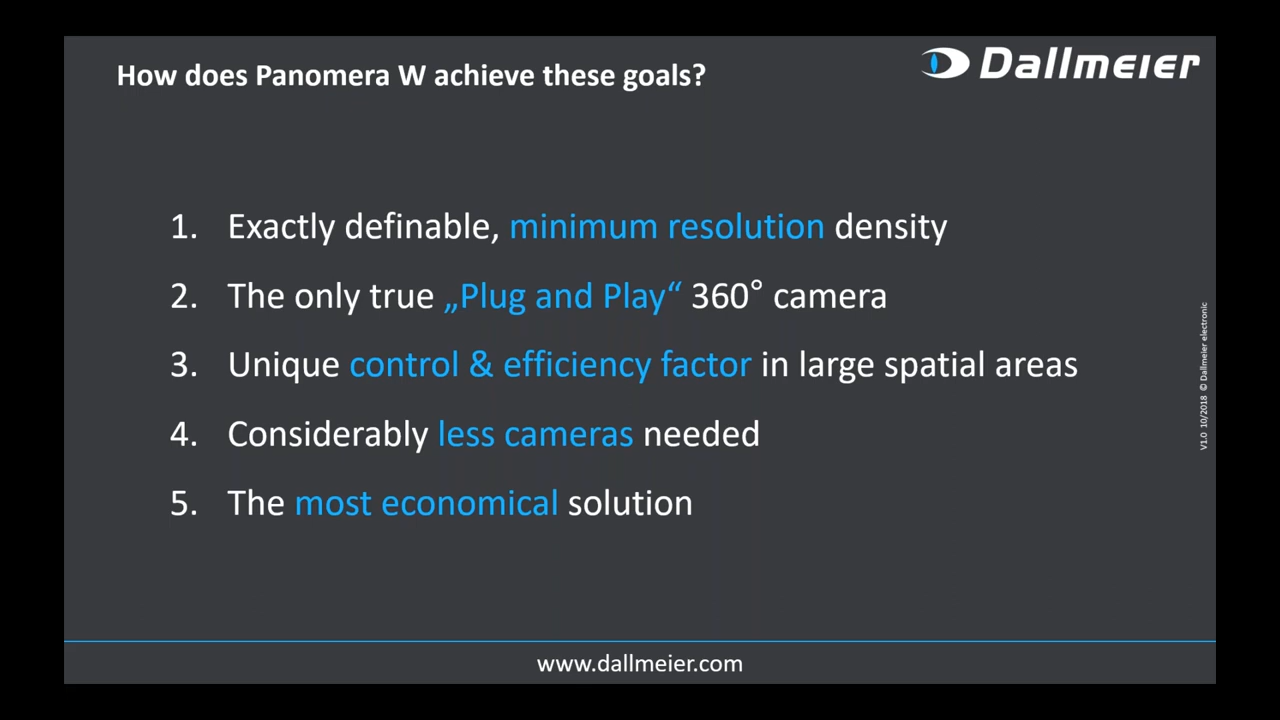 How does Panomera W achieve these goals?
Dallmeier
1. Exactly definable, minimum resolution density
2. The only true „Plug and Play“ 360° camera
3. Unique control & efficiency factor in large spatial areas
4. Considerably less cameras needed
5. The most economical solution
V1.0 10/2018 © Dallmeier electronic
www.dallmeier.com